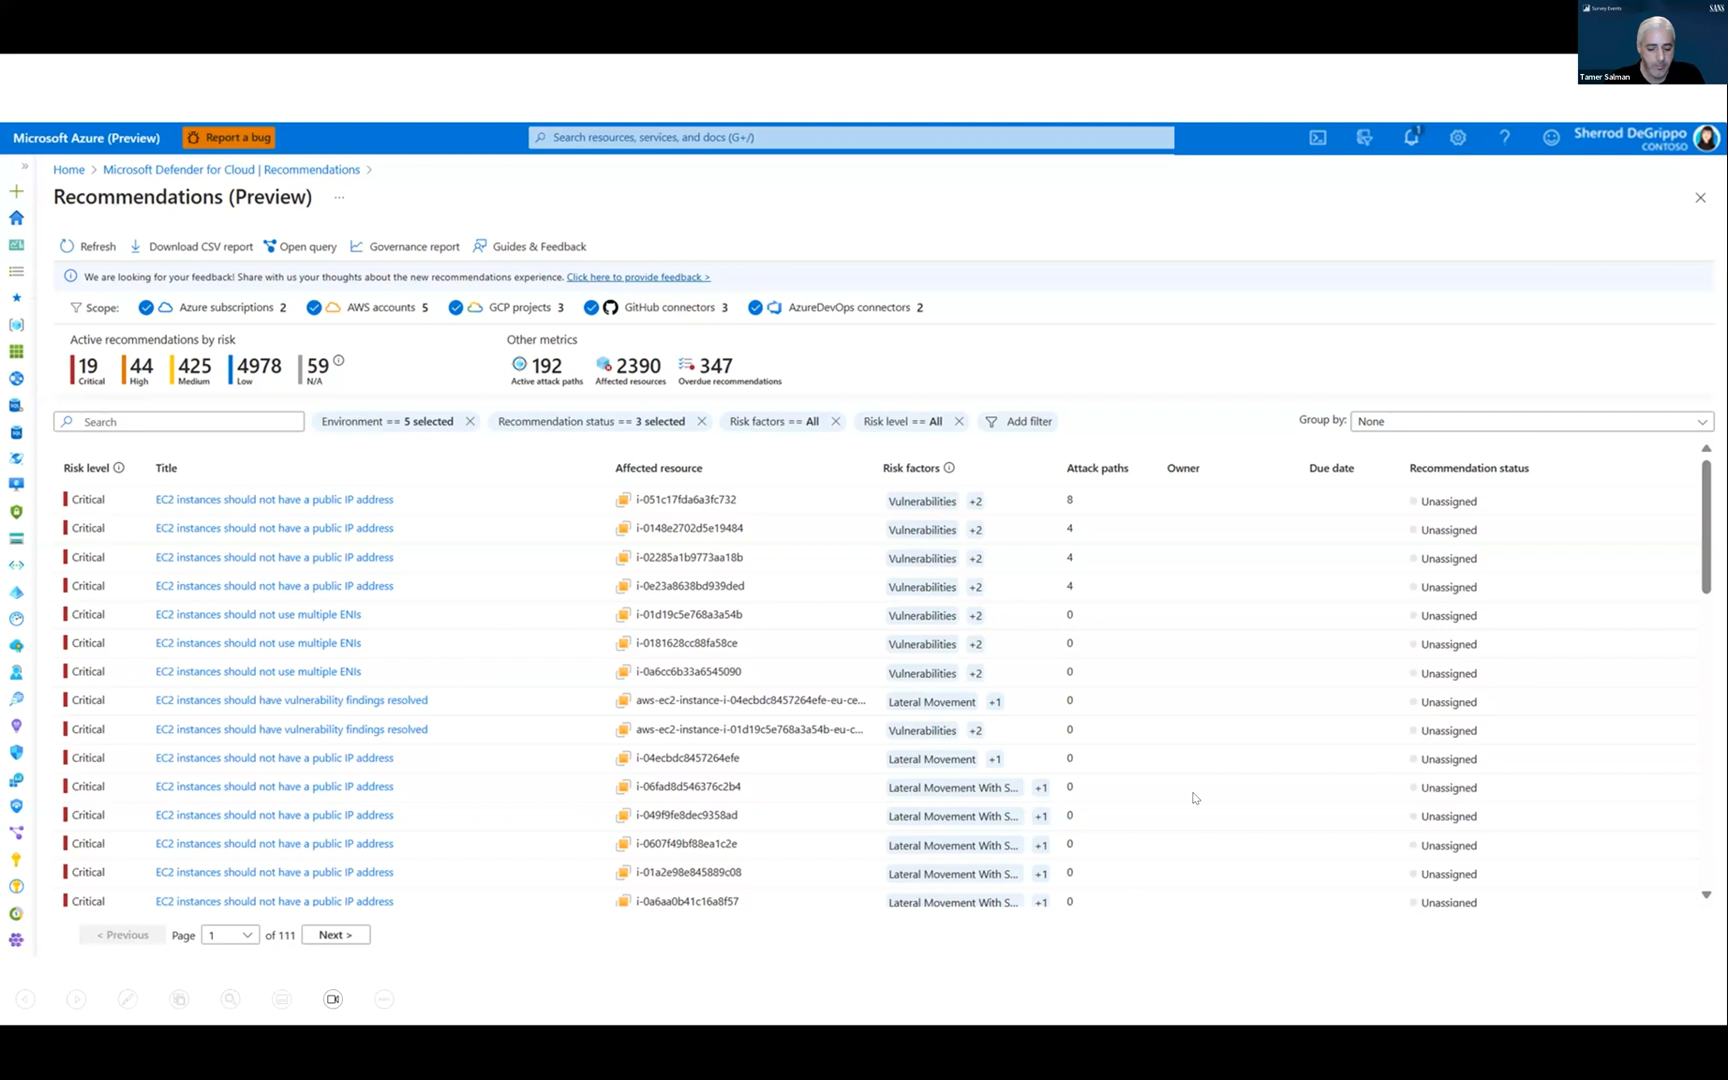 Survey Events SANS
Tamer Salman
Microsoft Azure (Preview) Report a bug Search resources, services, and docs (G+/) 1 Sherrod DeGrippo
CONTOSO
Home > Microsoft Defender for Cloud | Recommendations >
Recommendations (Preview) ...
Refresh Download CSV report Open query Governance report Guides & Feedback
We are looking for your feedback! Share with us your thoughts about the new recommendations experience. Click here to provide feedback >
Scope: Azure subscriptions 2 AWS accounts 5 GCP projects 3 GitHub connectors 3 AzureDevOps connectors 2
Active recommendations by risk Other metrics
19 44 425 4978 59 192 2390 347
Critical High Medium Low N/A Active attack paths Affected resources Overdue recommendations
Search Environment == 5 selected Recommendation status == 3 selected Risk factors == All Risk level == All Add filter Group by: None
Risk level Title Affected resource Risk factors Attack paths Owner Due date Recommendation status
Critical EC2 instances should not have a public IP address i-051c17fda6a3fc732 Vulnerabilities +2 8 Unassigned
Critical EC2 instances should not have a public IP address i-0148e2702d5e19484 Vulnerabilities +2 4 Unassigned
Critical EC2 instances should not have a public IP address i-02285a1b9773aa18b Vulnerabilities +2 4 Unassigned
Critical EC2 instances should not have a public IP address i-0e23a8638bd939ded Vulnerabilities +2 4 Unassigned
Critical EC2 instances should not use multiple ENIs i-01d19c5e768a3a54b Vulnerabilities +2 0 Unassigned
Critical EC2 instances should not use multiple ENIs i-0181628cc88fa58ce Vulnerabilities +2 0 Unassigned
Critical EC2 instances should not use multiple ENIs i-0a6cc6b33a6545090 Vulnerabilities +2 0 Unassigned
Critical EC2 instances should have vulnerability findings resolved aws-ec2-instance-i-04ecbdc8457264efe-eu-ce... Lateral Movement +1 0 Unassigned
Critical EC2 instances should have vulnerability findings resolved aws-ec2-instance-i-01d19c5e768a3a54b-eu-c... Vulnerabilities +2 0 Unassigned
Critical EC2 instances should not have a public IP address i-04ecbdc8457264efe Lateral Movement +1 0 Unassigned
Critical EC2 instances should not have a public IP address i-06fad8d546376c2b4 Lateral Movement With S... +1 0 Unassigned
Critical EC2 instances should not have a public IP address i-049f9fe8dec9358ad Lateral Movement With S... +1 0 Unassigned
Critical EC2 instances should not have a public IP address i-0607f49bf88ea1c2e Lateral Movement With S... +1 0 Unassigned
Critical EC2 instances should not have a public IP address i-01a2e98e845889c08 Lateral Movement With S... +1 0 Unassigned
Critical EC2 instances should not have a public IP address i-0a6aa0b41c16a8f57 Lateral Movement With S... +1 0 Unassigned
< Previous Page 1 of 111 Next >